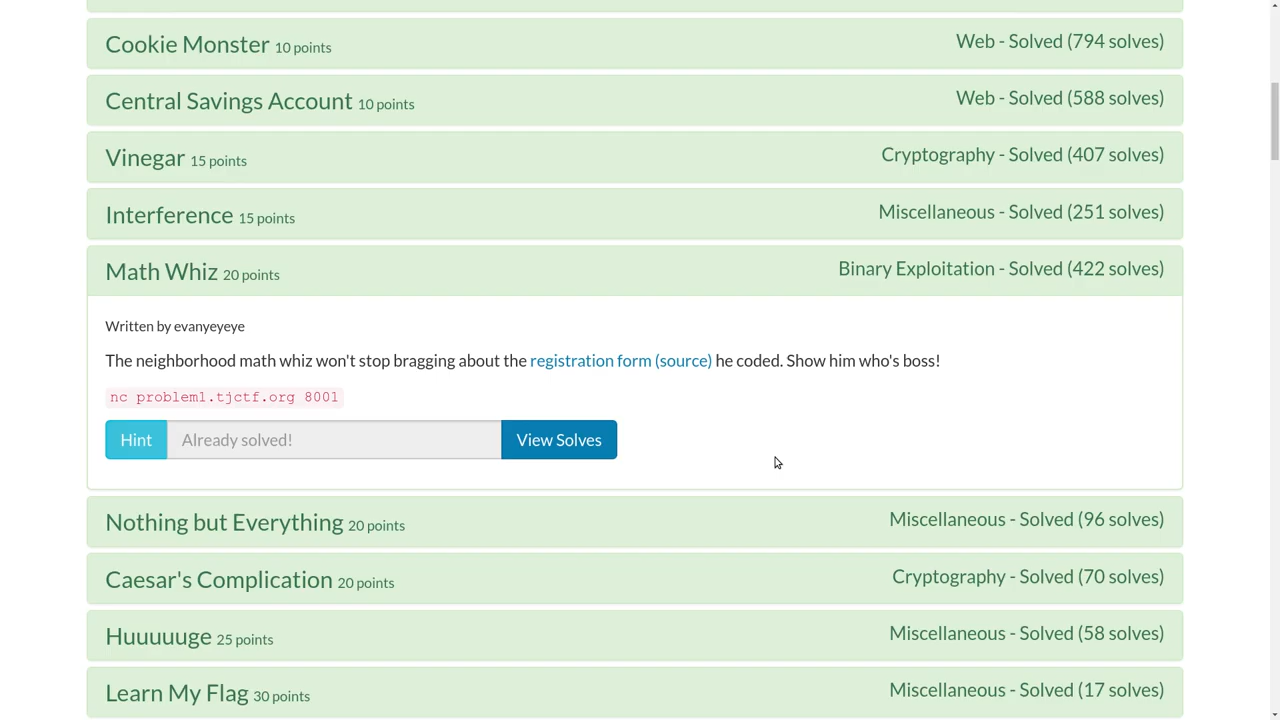 Cookie Monster 10 points Web - Solved (794 solves)
Central Savings Account 10 points Web - Solved (588 solves)
Vinegar 15 points Cryptography - Solved (407 solves)
Interference 15 points Miscellaneous - Solved (251 solves)
Math Whiz 20 points Binary Exploitation - Solved (422 solves)
Written by evanyeyeye
The neighborhood math whiz won't stop bragging about the registration form (source) he coded. Show him who's boss!
nc problem1.tjctf.org 8001
Hint Already solved! View Solves
Nothing but Everything 20 points Miscellaneous - Solved (96 solves)
Caesar's Complication 20 points Cryptography - Solved (70 solves)
Huuuuuge 25 points Miscellaneous - Solved (58 solves)
Learn My Flag 30 points Miscellaneous - Solved (17 solves)